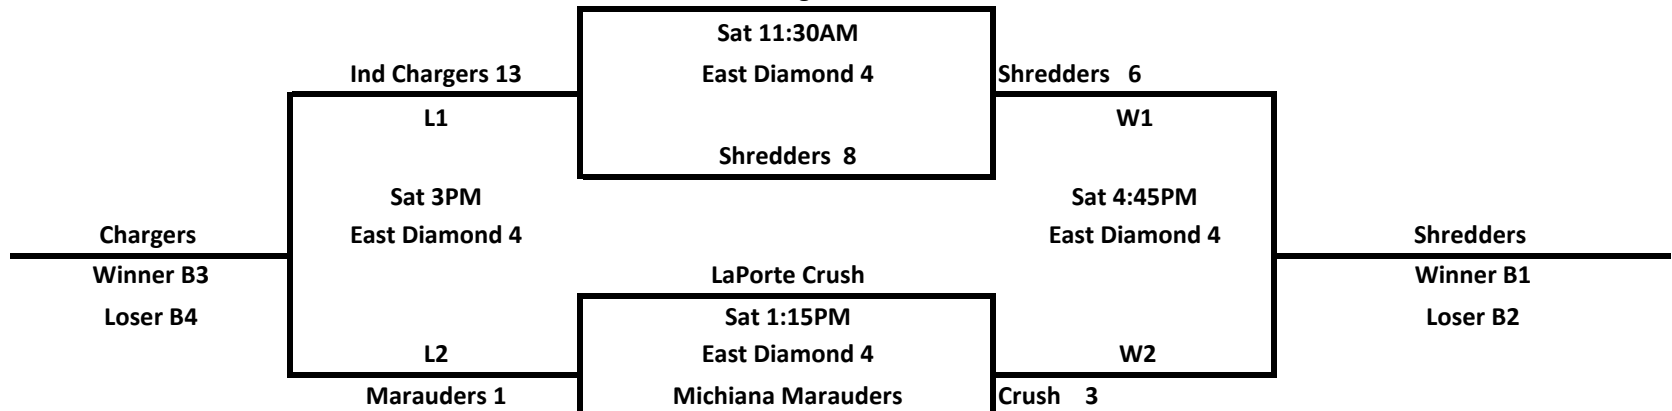 Sat 11:30AM
Ind Chargers 13
East Diamond 4
Shredders 6
L1
W1
Shredders 8
Sat 3PM
Sat 4:45PM
Chargers
East Diamond 4
East Diamond 4
Shredders
Winner B3
LaPorte Crush
Winner B1
Loser B4
Sat 1:15PM
Loser B2
L2
East Diamond 4
W2
Marauders 1
Michiana Marauders
Crush 3